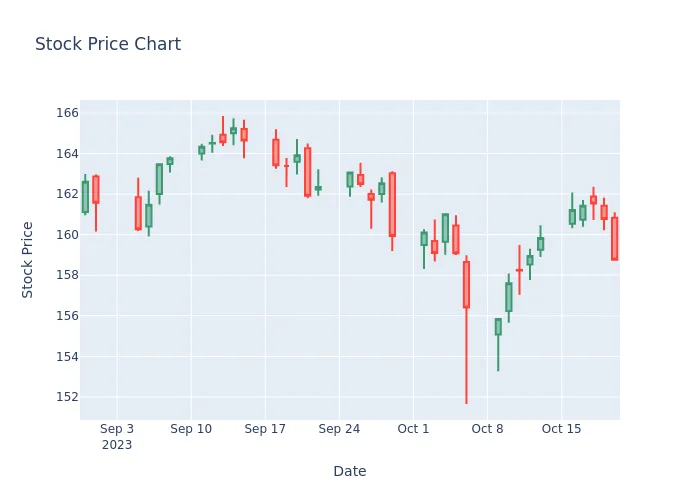 Stock Price Chart
Stock Price
166
164
162
160
158
156
154
152
Sep 3
2023
Sep 10
Sep 17
Sep 24
Oct 1
Oct 8
Oct 15
Date